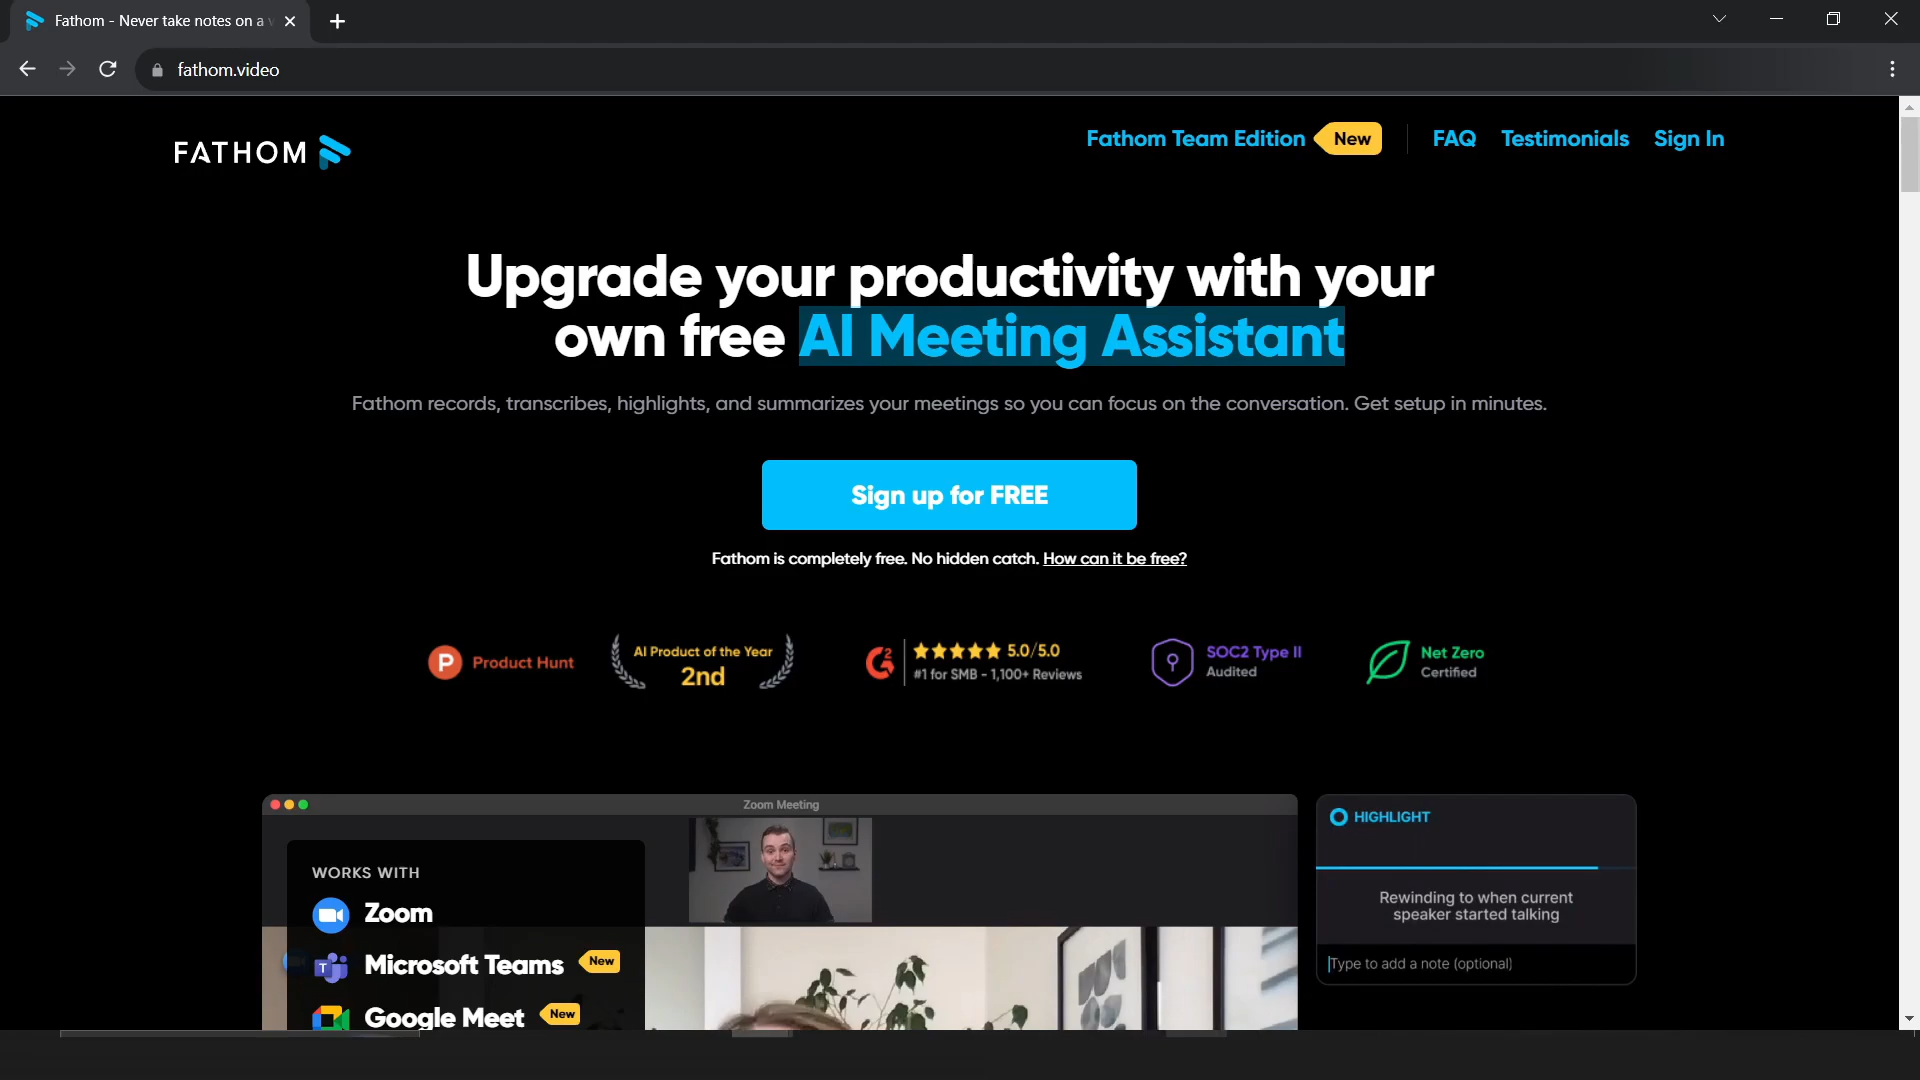 Fathom - Never take notes on a
fathom.video
FATHOM
Fathom Team Edition New FAQ Testimonials Sign In
Upgrade your productivity with your
own free AI Meeting Assistant
Fathom records, transcribes, highlights, and summarizes your meetings so you can focus on the conversation. Get setup in minutes.
Sign up for FREE
Fathom is completely free. No hidden catch. How can it be free?
P Product Hunt
AI Product of the Year
2nd
G2
5.0/5.0
#1 for SMB - 1,100+ Reviews
SOC2 Type II
Audited
Net Zero
Certified
Zoom Meeting
WORKS WITH
Zoom
T Microsoft Teams New
Google Meet New
HIGHLIGHT
Rewinding to when current
speaker started talking
Type to add a note (optional)